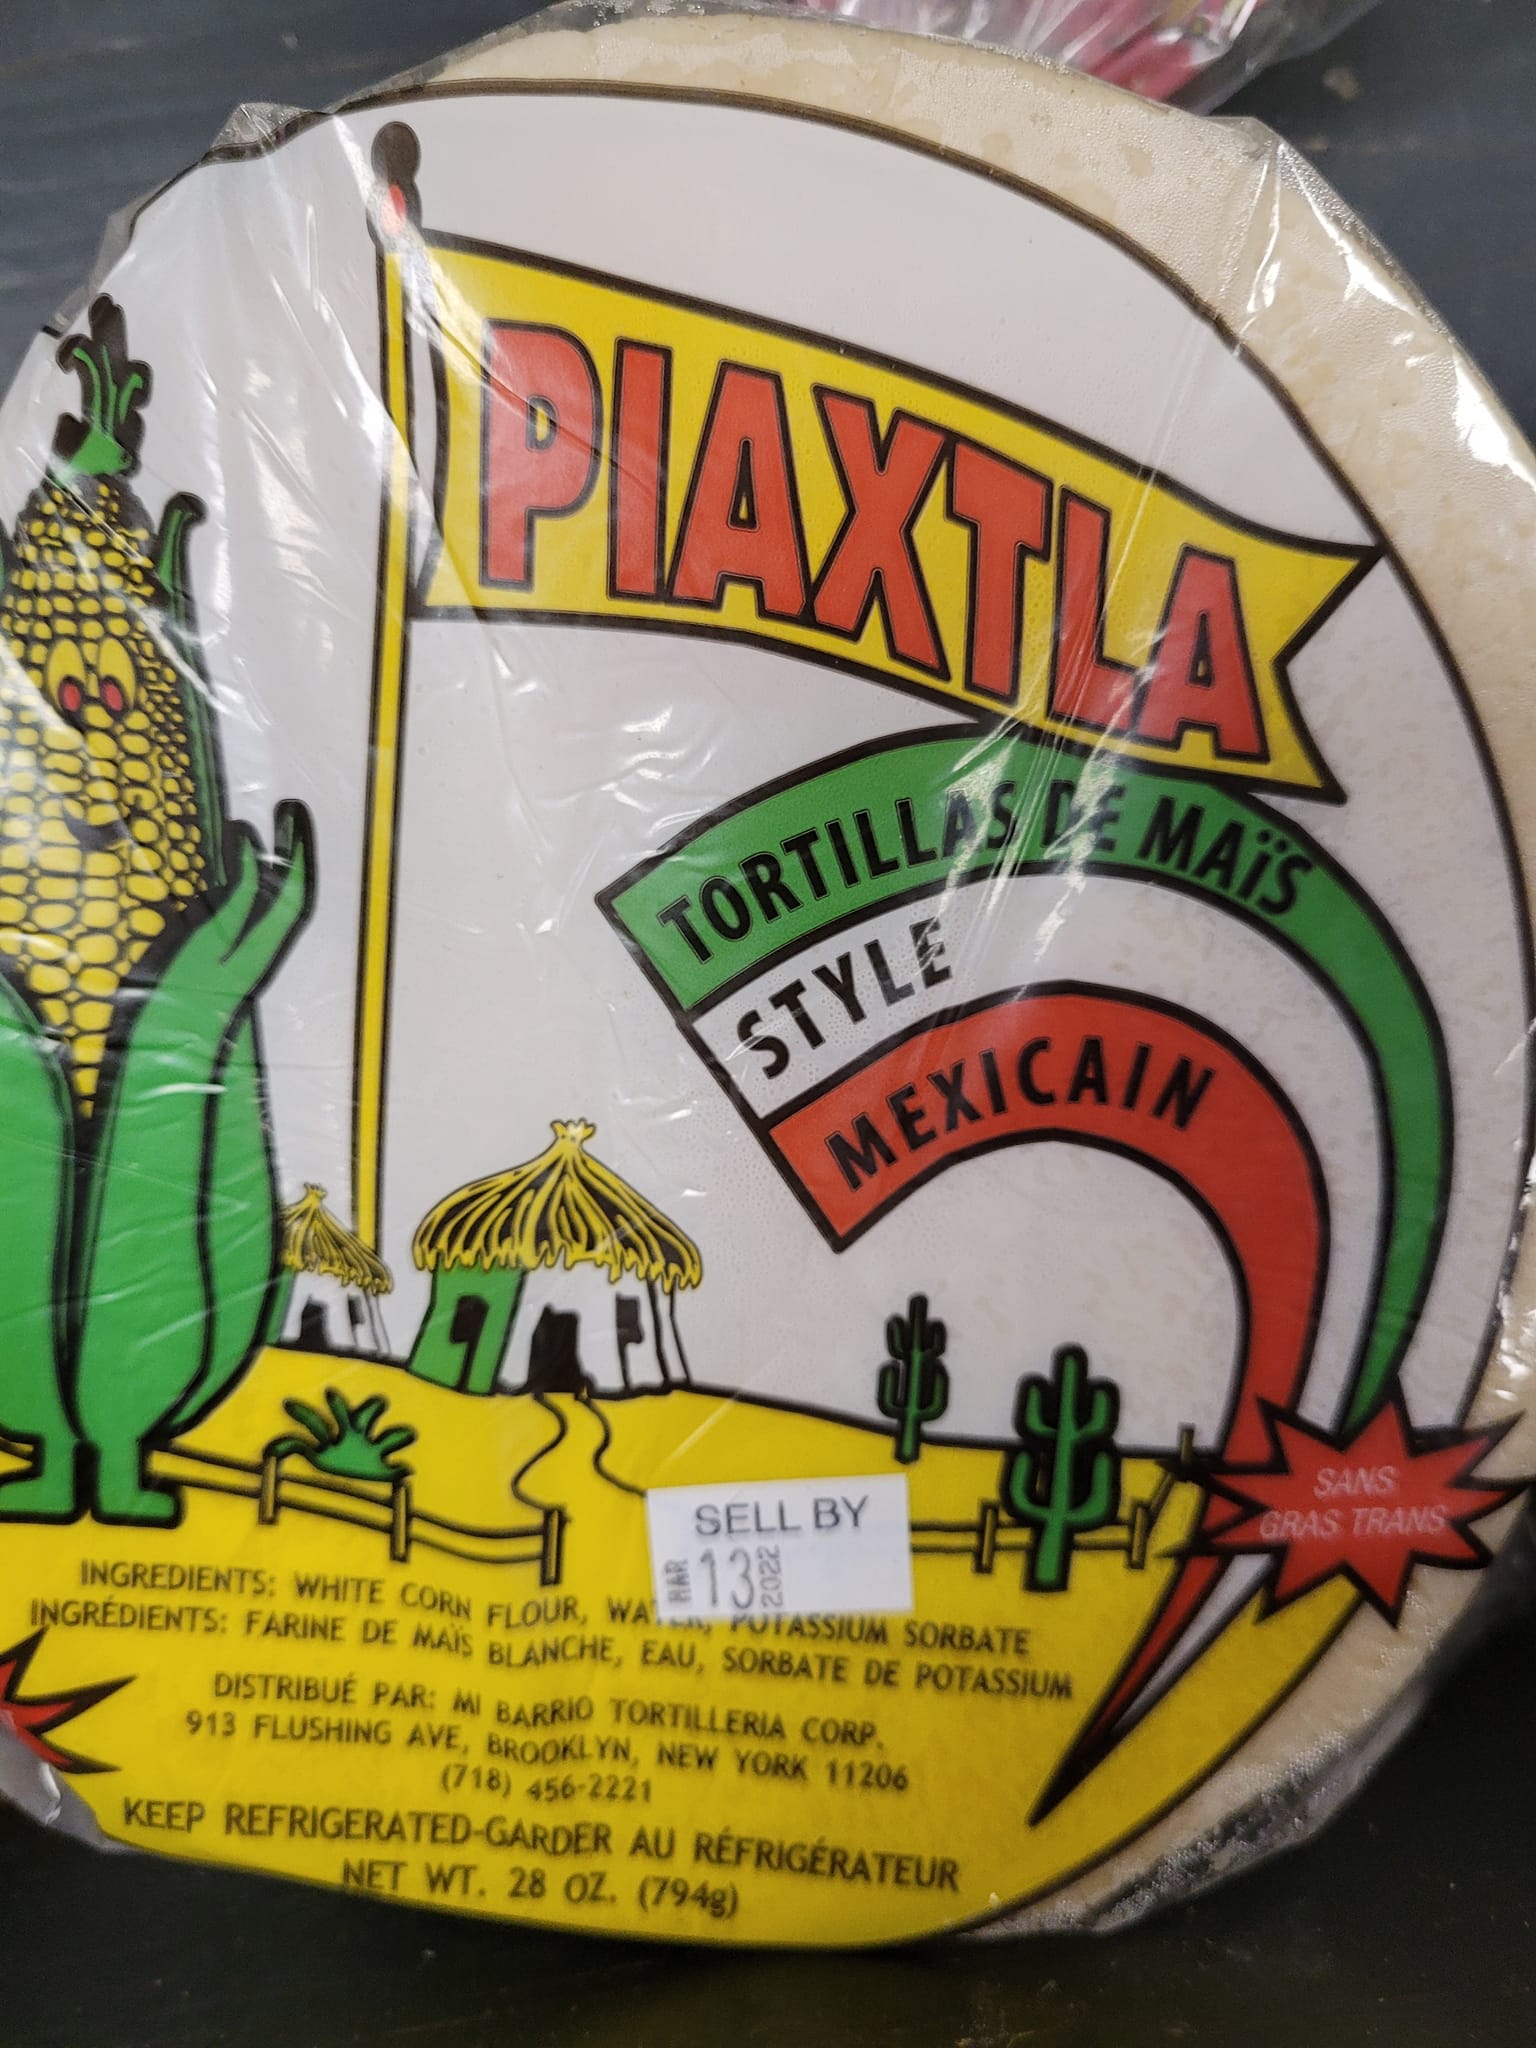 PIAXTLA
TORTILLAS DE MAÏS
STYLE
MEXICAIN
SANS
GRAS TRANS
SELL BY
MAR 13 2022
INGREDIENTS: WHITE CORN FLOUR, WATER, POTASSIUM SORBATE
INGRÉDIENTS: FARINE DE MAÏS BLANCHE, EAU, SORBATE DE POTASSIUM
DISTRIBUÉ PAR: MI BARRIO TORTILLERIA CORP.
913 FLUSHING AVE, BROOKLYN, NEW YORK 11206
(718) 456-2221
KEEP REFRIGERATED-GARDER AU RÉFRIGÉRATEUR
NET WT. 28 OZ. (794g)